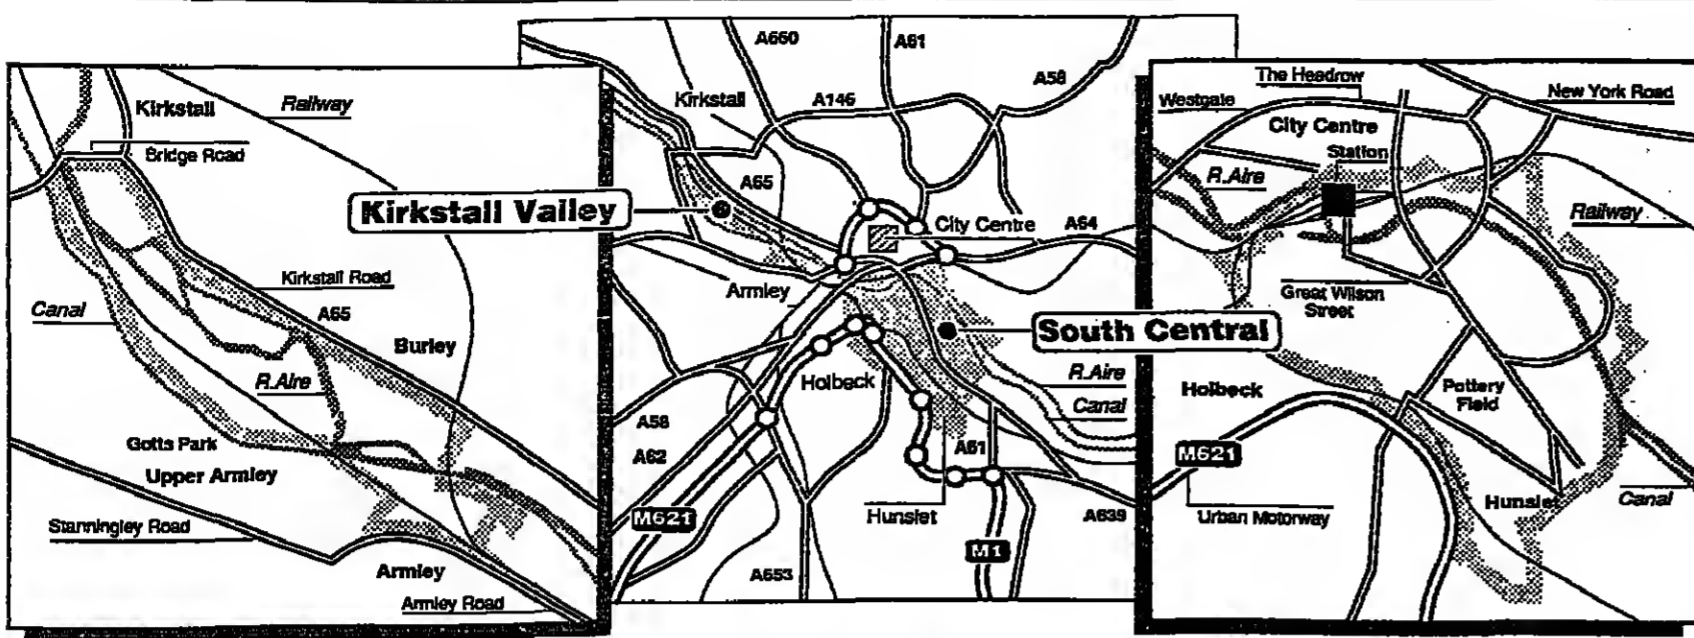 Kirkstall
Railway
Bridge Road
Kirkstall Road
A65
Canal
Burley
R.Aire
Gotts Park
Upper Armley
Stanningley Road
Armley
Armley Road
A660
A61
A58
Kirkstall
A146
A65
Kirkstall Valley
City Centre
A64
Armley
South Central
Holbeck
R.Aire
Canal
A58
A62
A61
M621
Hunslet
A639
M1
A653
The Headrow
Westgate
New York Road
City Centre
Station
R.Aire
Railway
Great Wilson
Street
Holbeck
Pottery
Field
M621
Hunslet
Canal
Urban Motorway